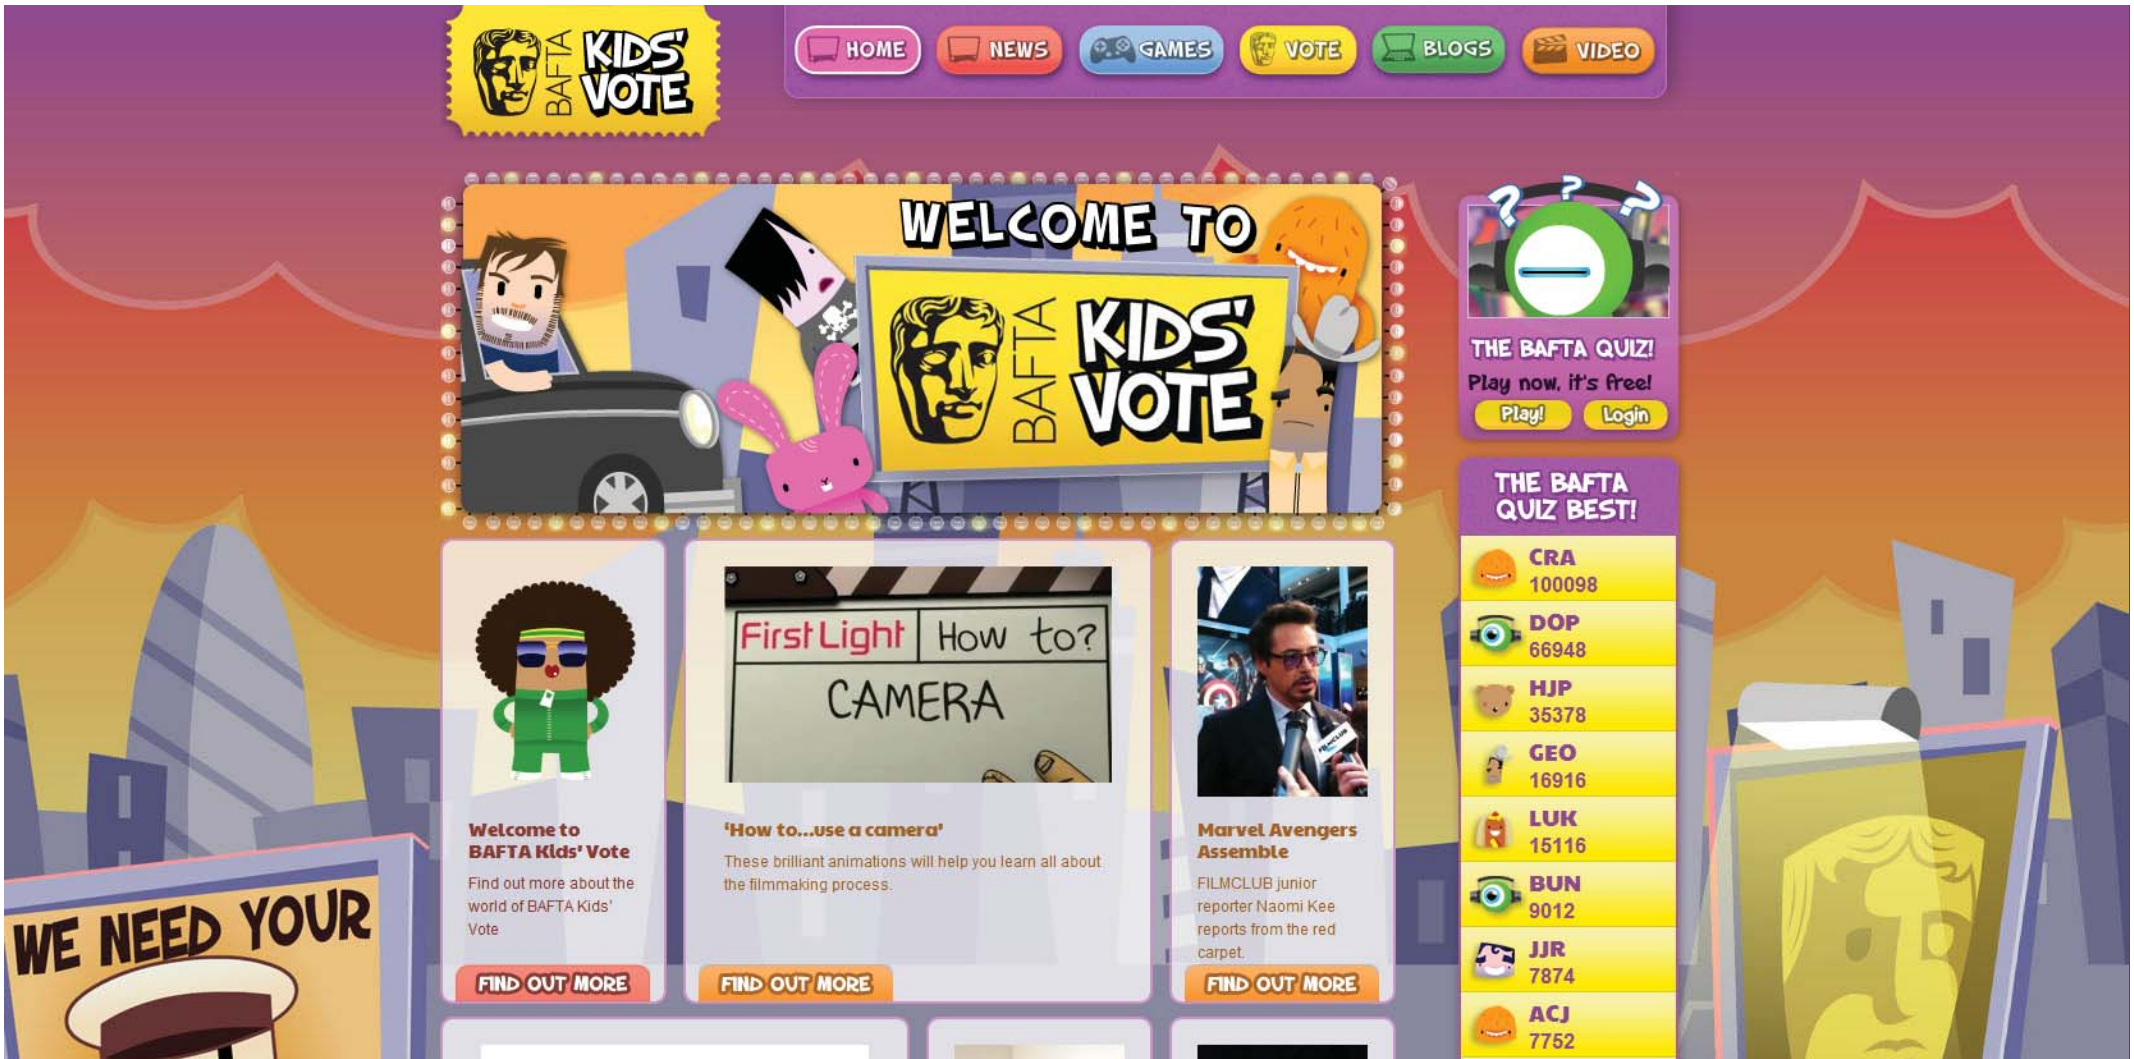 BAFTA
KIDS'
VOTE
HOME
NEWS
GAMES
VOTE
BLOGS
VIDEO
WELCOME TO
BAFTA
KIDS'
VOTE
? ? ?
THE BAFTA QUIZ!
Play now, it's free!
Play!
Login
THE BAFTA
QUIZ BEST!
CRA
100098
DOP
66948
HJP
35378
GEO
16916
LUK
15116
BUN
9012
JJR
7874
ACJ
7752
First Light
How to?
CAMERA
FILMCLUB
Welcome to
BAFTA KIds' Vote
Find out more about the
world of BAFTA Kids'
Vote
FIND OUT MORE
'How to...use a camera'
These brilliant animations will help you learn all about
the filmmaking process.
FIND OUT MORE
Marvel Avengers
Assemble
FILMCLUB junior
reporter Naomi Kee
reports from the red
carpet.
FIND OUT MORE
WE NEED YOUR